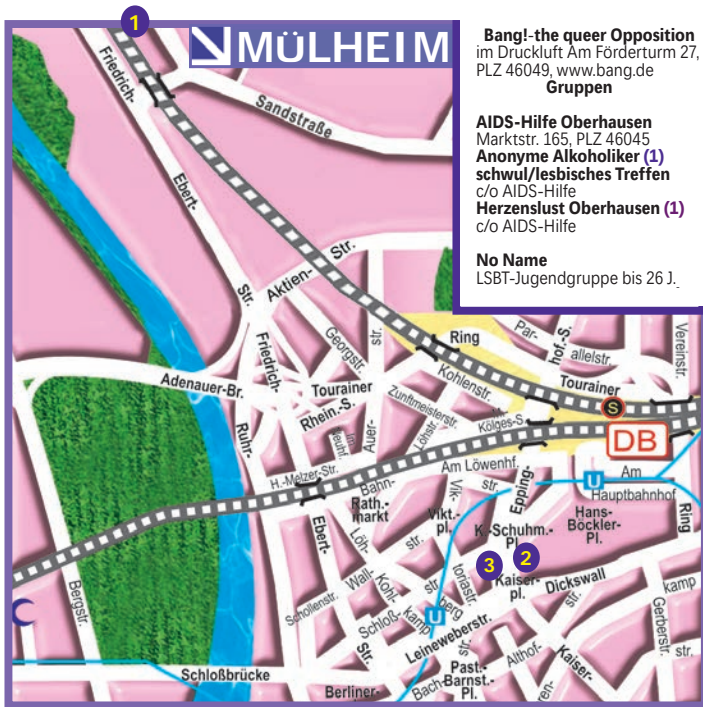 1
MÜLHEIM
Bang!-the queer Opposition
im Druckluft Am Förderturm 27,
PLZ 46049, www.bang.de
Gruppen
AIDS-Hilfe Oberhausen
Marktstr. 165, PLZ 46045
Anonyme Alkoholiker (1)
schwul/lesbisches Treffen
c/o AIDS-Hilfe
Herzenslust Oberhausen (1)
c/o AIDS-Hilfe
No Name
LSBT-Jugendgruppe bis 26 J.
Friedrich-
Sandstraße
Ebert-
Str.
Aktien-
Str.
Georgstr.
str.
Ring
Par-
allelstr.
hof.-S.
Vereinstr.
Friedrich-
Kohlenstr.
Tourainer
Adenauer-Br.
Tourainer
Rhein.-S.
Zunftmeisterstr.
S
Ruhr-
Auer-
Löhstr.
Kölges-S.
DB
H.-Melzer-Str.
Bahn-
Am Löwenhf.
Am
Hauptbahnhof
U
Rath.-
markt
Vik-
str.
Epping-
Ebert-
Vikt.-
pl.
Hans-
Böckler-
Pl.
Ring
Löh-
str.
K.-Schuhm.-
Pl.
3
2
Kaiser-
pl.
Dickswall
kamp
Bergstr.
Schollenstr.
Wall-
Kohl-
kamp
str.
berg
toriastr.
str.
Gerberstr.
Schloß-
U
Leineweberstr.
str.
Str.
Schloßbrücke
Past.-
Barnst.-
Pl.
Althof-
Kaiser-
str.
Berliner-
Bach-
ren-